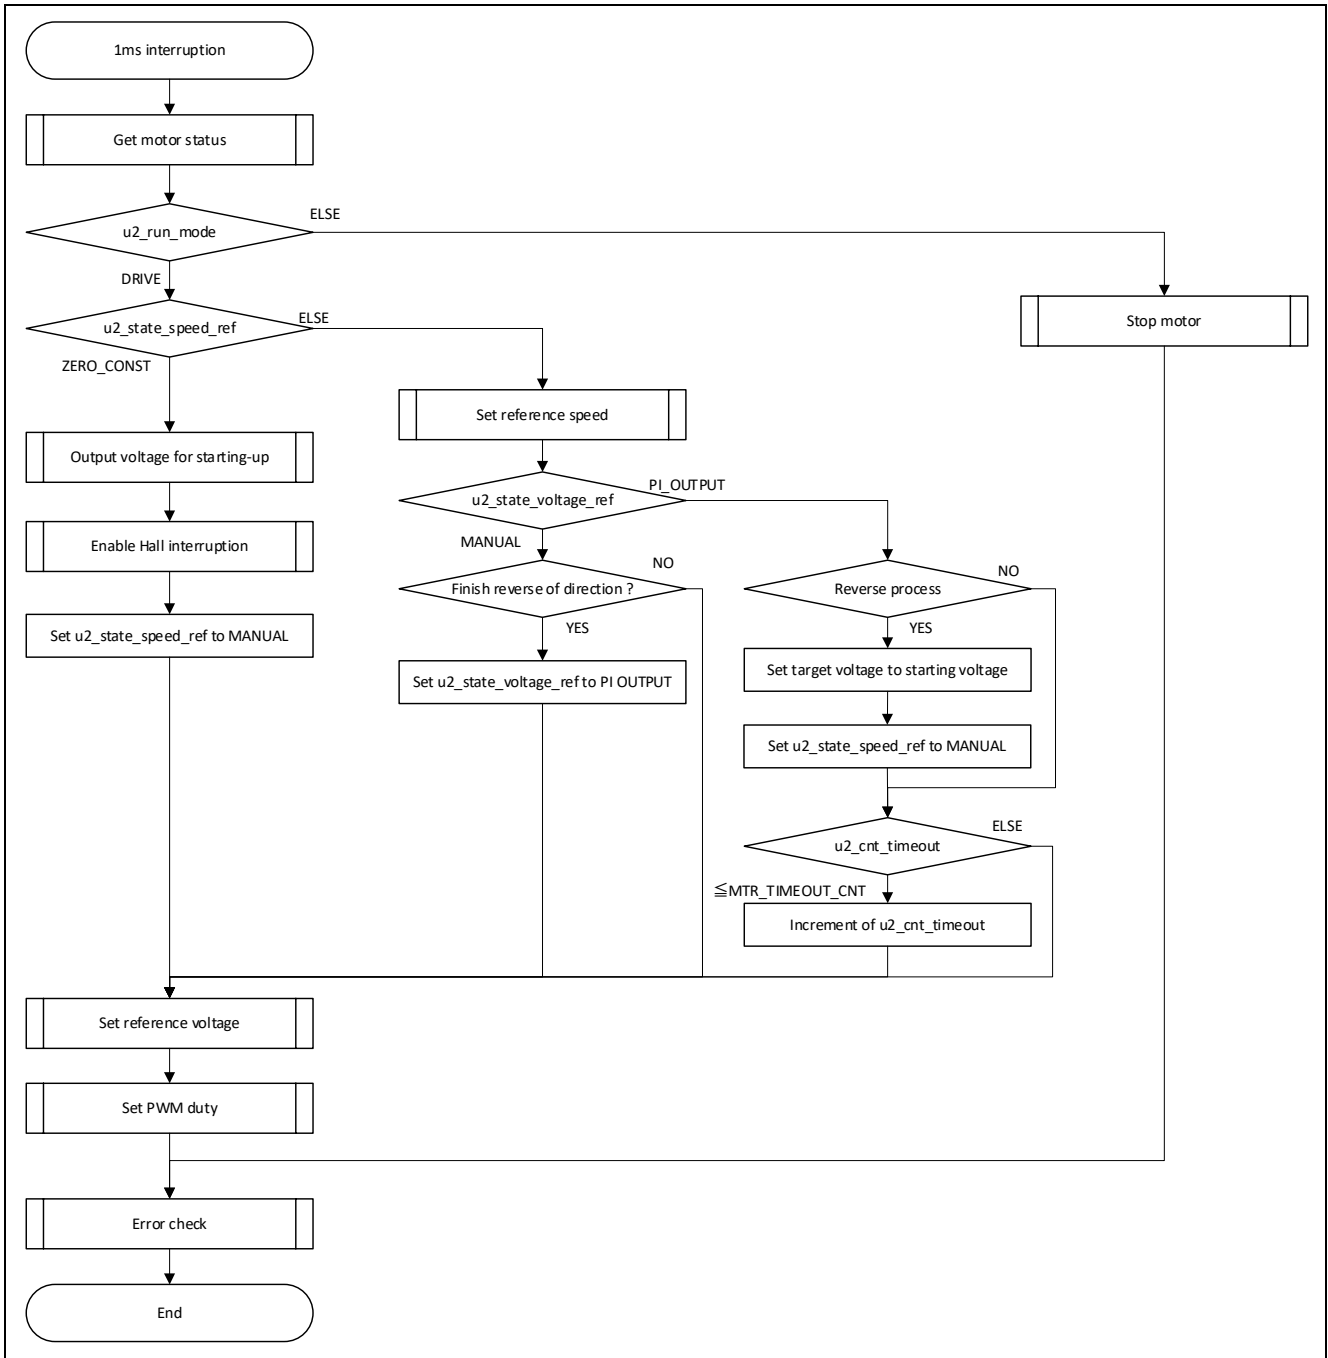 1ms interruption
Get motor status
u2_run_mode
ELSE
DRIVE
u2_state_speed_ref
ELSE
ZERO_CONST
Stop motor
Set reference speed
Output voltage for starting-up
u2_state_voltage_ref
PI_OUTPUT
MANUAL
Enable Hall interruption
Finish reverse of direction ?
NO
YES
Reverse process
NO
YES
Set u2_state_speed_ref to MANUAL
Set u2_state_voltage_ref to PI OUTPUT
Set target voltage to starting voltage
Set u2_state_speed_ref to MANUAL
u2_cnt_timeout
ELSE
≦MTR_TIMEOUT_CNT
Increment of u2_cnt_timeout
Set reference voltage
Set PWM duty
Error check
End